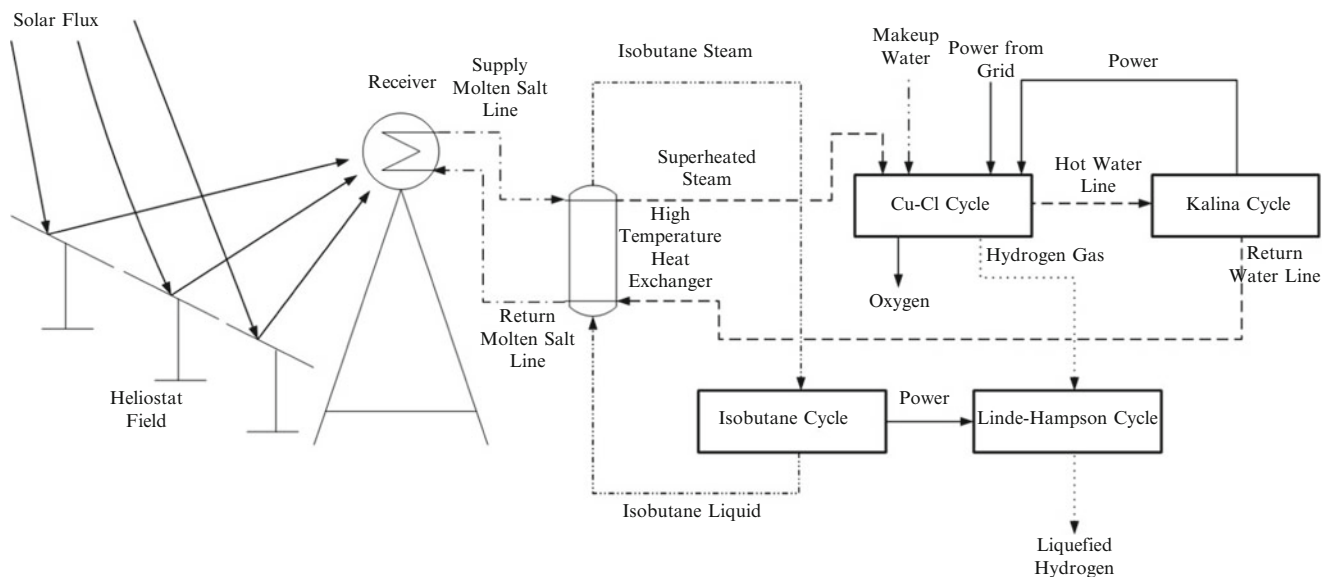 Solar Flux
Receiver
Supply
Molten Salt
Line
Isobutane Steam
Makeup
Water
Power from
Grid
Power
Superheated
Steam
High
Temperature
Heat
Exchanger
Cu-Cl Cycle
Hot Water
Line
Kalina Cycle
Hydrogen Gas
Return
Water Line
Oxygen
Return
Molten Salt
Line
Heliostat
Field
Isobutane Cycle
Power
Linde-Hampson Cycle
Isobutane Liquid
Liquefied
Hydrogen